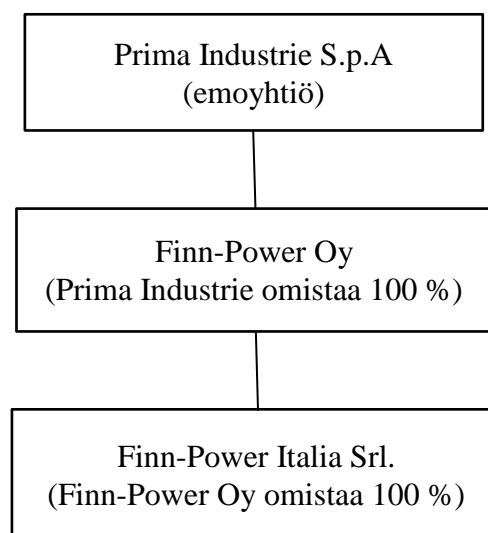 Prima Industrie S.p.A
(emoyhtiö)
Finn-Power Oy
(Prima Industrie omistaa 100 %)
Finn-Power Italia Srl.
(Finn-Power Oy omistaa 100 %)